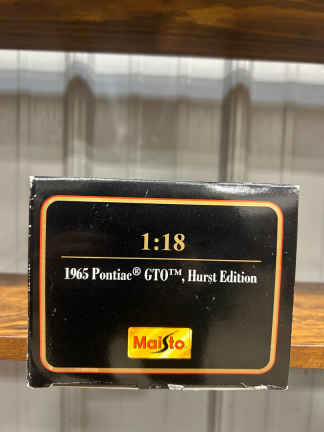 1:18
1965 Pontiac® GTO™, Hurst Edition
Maisto